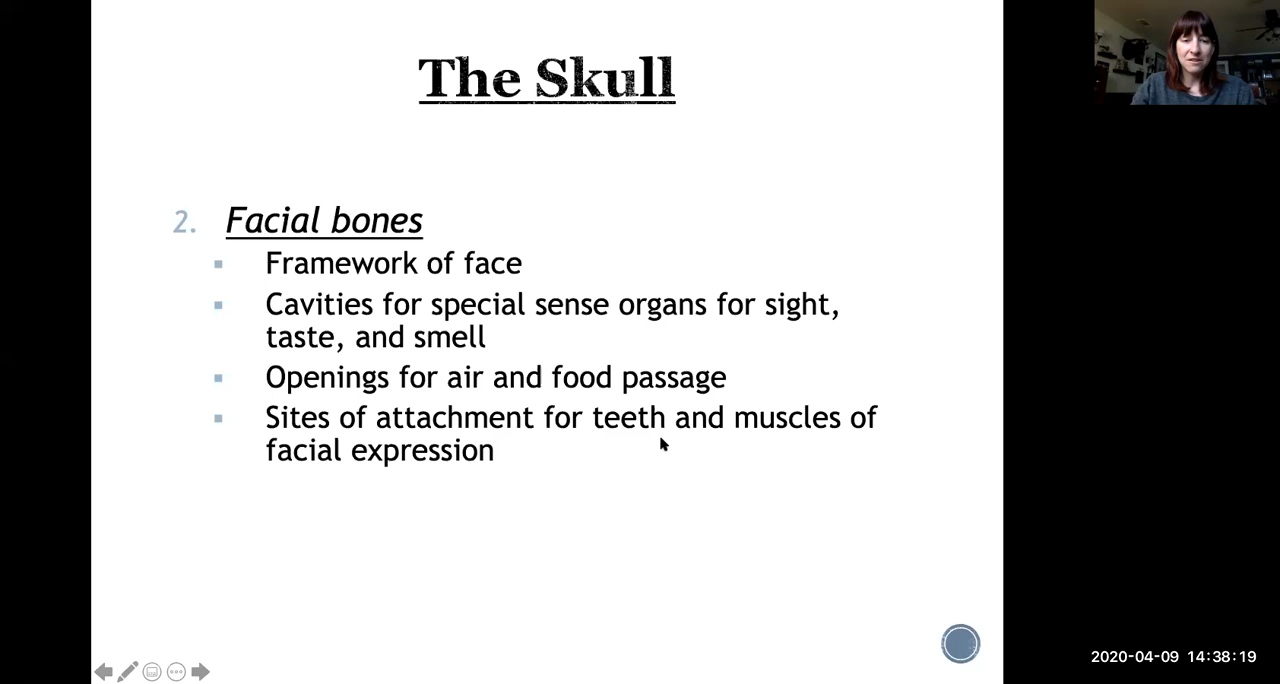 The Skull
2. Facial bones
▪ Framework of face
▪ Cavities for special sense organs for sight,
taste, and smell
▪ Openings for air and food passage
▪ Sites of attachment for teeth and muscles of
facial expression
2020-04-09 14:38:19